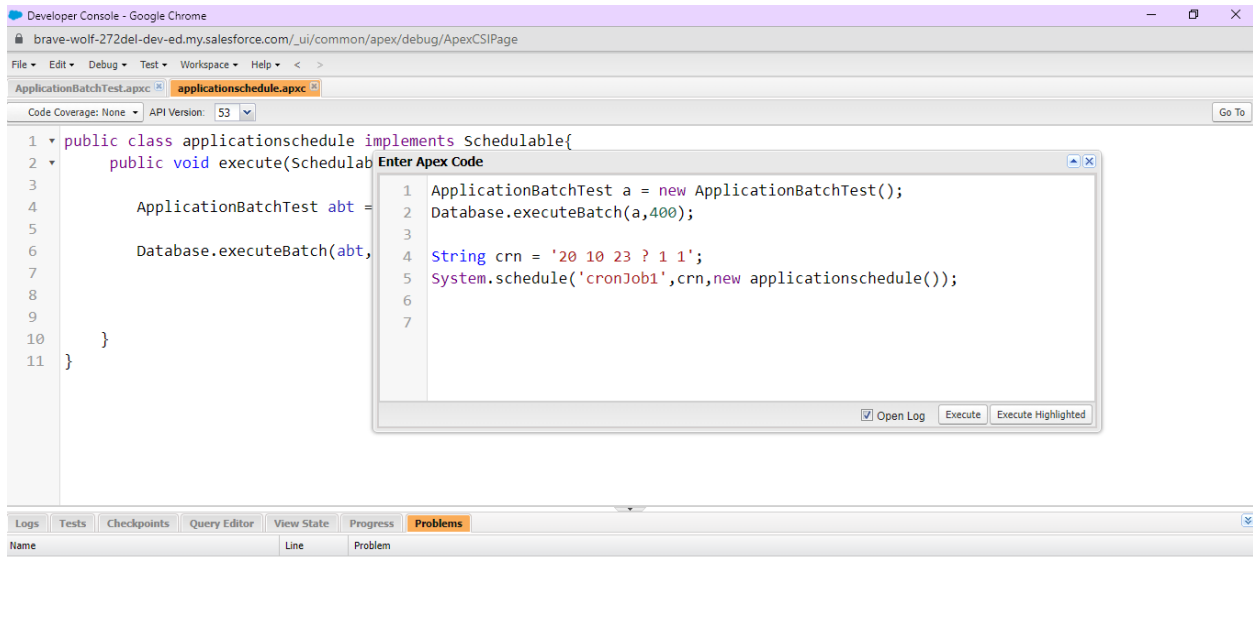 Developer Console - Google Chrome
brave-wolf-272del-dev-ed.my.salesforce.com/_ui/common/apex/debug/ApexCSIPage
File Edit Debug Test Workspace Help < >
ApplicationBatchTest.apxc applicationschedule.apxc
Code Coverage: None API Version: 53 Go To
1 public class applicationschedule implements Schedulable{
2 public void execute(Schedulab
3
4 ApplicationBatchTest abt =
5
6 Database.executeBatch(abt,
7
8
9
10 }
11 }
Enter Apex Code
1 ApplicationBatchTest a = new ApplicationBatchTest();
2 Database.executeBatch(a,400);
3
4 String crn = '20 10 23 ? 1 1';
5 System.schedule('cronJob1',crn,new applicationschedule());
6
7
Open Log Execute Execute Highlighted
Logs Tests Checkpoints Query Editor View State Progress Problems
Name Line Problem